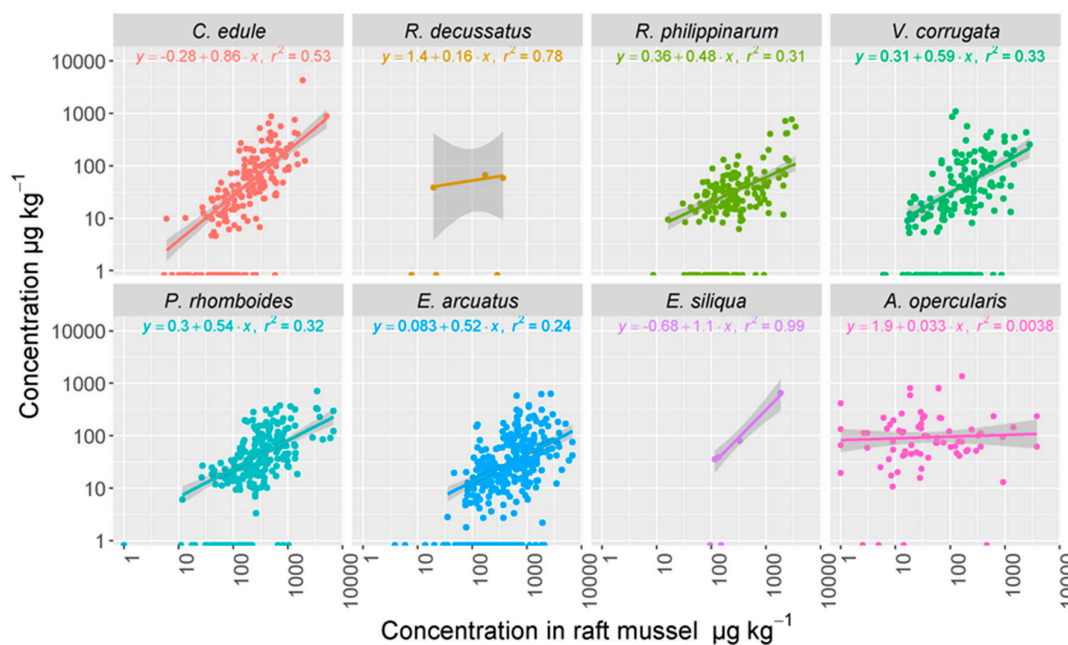 C. edule R. decussatus R. philippinarum V. corrugata
y = -0.28 + 0.86 · x, r² = 0.53 y = 1.4 + 0.16 · x, r² = 0.78 y = 0.36 + 0.48 · x, r² = 0.31 y = 0.31 + 0.59 · x, r² = 0.33
10000
1000
100
10
1
P. rhomboides E. arcuatus E. siliqua A. opercularis
y = 0.3 + 0.54 · x, r² = 0.32 y = 0.083 + 0.52 · x, r² = 0.24 y = -0.68 + 1.1 · x, r² = 0.99 y = 1.9 + 0.033 · x, r² = 0.0038
10000
1000
100
10
1
1 10 100 1000 10000 1 10 100 1000 10000 1 10 100 1000 10000 1 10 100 1000 10000
Concentration µg kg⁻¹
Concentration in raft mussel µg kg⁻¹